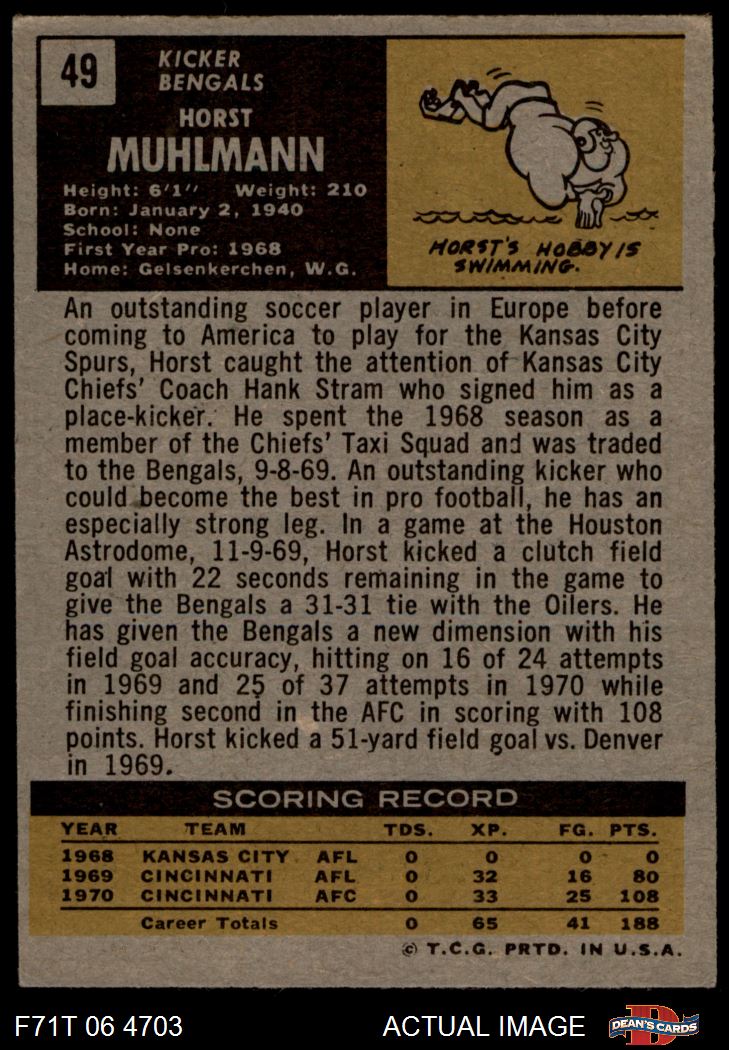 49
KICKER
BENGALS
HORST
MUHLMANN
Height: 6'1" Weight: 210
Born: January 2, 1940
School: None
First Year Pro: 1968
Home: Gelsenkerchen, W.G.
HORST'S HOBBY IS
SWIMMING.
An outstanding soccer player in Europe before
coming to America to play for the Kansas City
Spurs, Horst caught the attention of Kansas City
Chiefs' Coach Hank Stram who signed him as a
place-kicker. He spent the 1968 season as a
member of the Chiefs' Taxi Squad and was traded
to the Bengals, 9-8-69. An outstanding kicker who
could become the best in pro football, he has an
especially strong leg. In a game at the Houston
Astrodome, 11-9-69, Horst kicked a clutch field
goal with 22 seconds remaining in the game to
give the Bengals a 31-31 tie with the Oilers. He
has given the Bengals a new dimension with his
field goal accuracy, hitting on 16 of 24 attempts
in 1969 and 25 of 37 attempts in 1970 while
finishing second in the AFC in scoring with 108
points. Horst kicked a 51-yard field goal vs. Denver
in 1969.
SCORING RECORD
YEAR TEAM TDS. XP. FG. PTS.
1968 KANSAS CITY AFL 0 0 0 0
1969 CINCINNATI AFL 0 32 16 80
1970 CINCINNATI AFC 0 33 25 108
Career Totals 0 65 41 188
© T.C.G. PRTD. IN U.S.A.
F71T 06 4703 ACTUAL IMAGE D DEAN'S CARDS